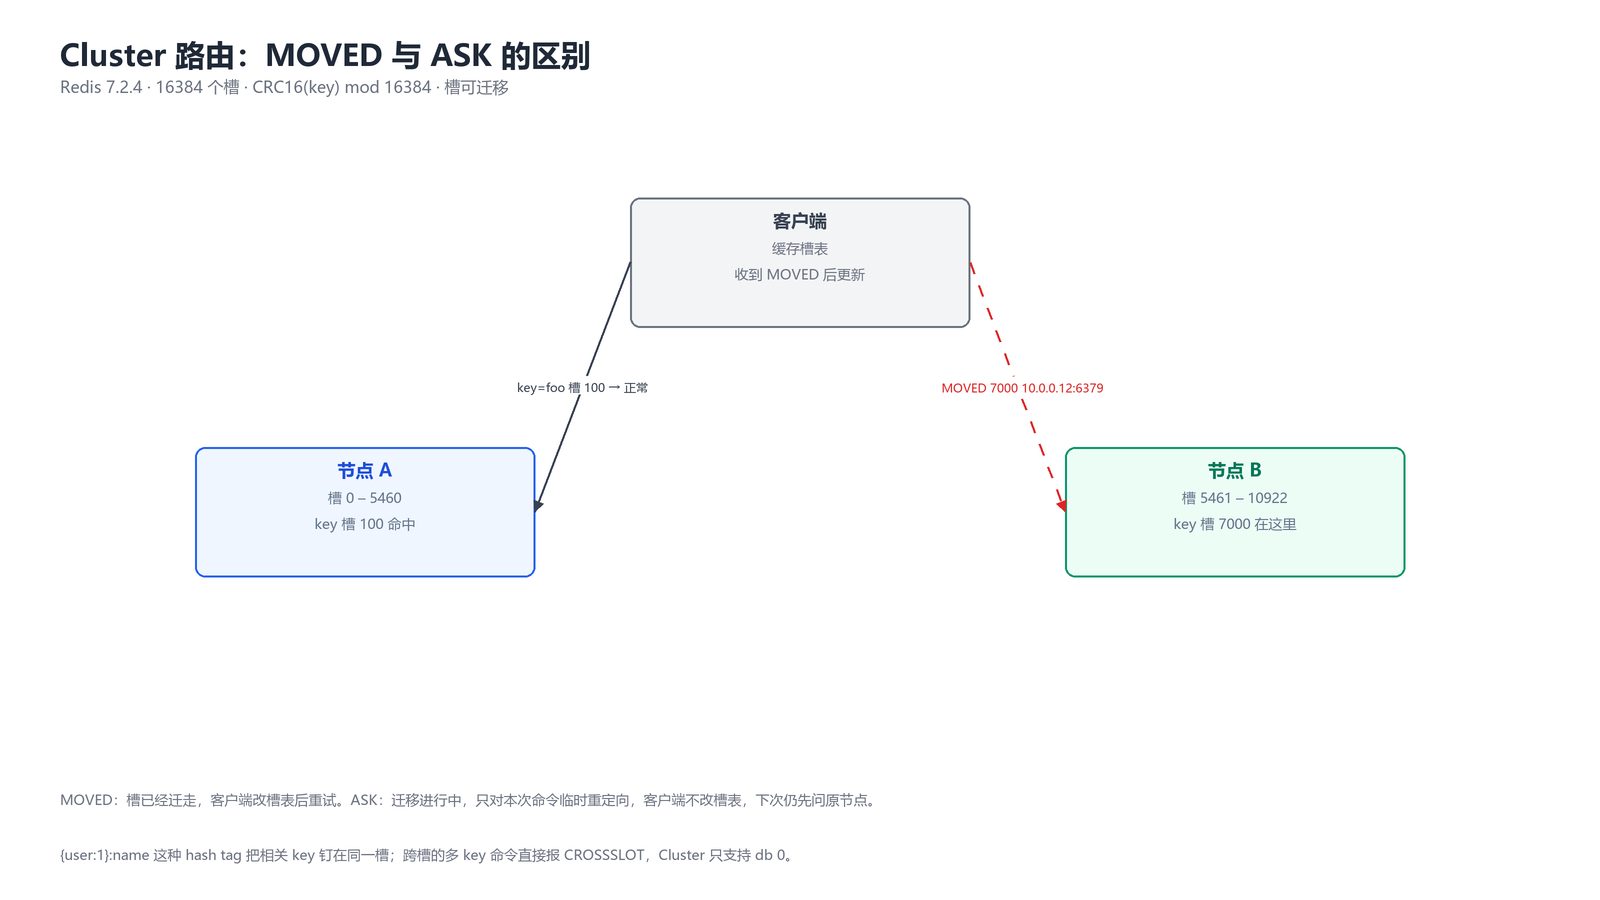 Cluster 路由：MOVED 与 ASK 的区别
Redis 7.2.4 · 16384 个槽 · CRC16(key) mod 16384 · 槽可迁移
客户端
缓存槽表
收到 MOVED 后更新
key=foo 槽 100 → 正常
MOVED 7000 10.0.0.12:6379
节点 A
槽 0 – 5460
key 槽 100 命中
节点 B
槽 5461 – 10922
key 槽 7000 在这里
MOVED：槽已经迁走，客户端改槽表后重试。ASK：迁移进行中，只对本次命令临时重定向，客户端不改槽表，下次仍先问原节点。
{user:1}:name 这种 hash tag 把相关 key 钉在同一槽；跨槽的多 key 命令直接报 CROSSSLOT，Cluster 只支持 db 0。